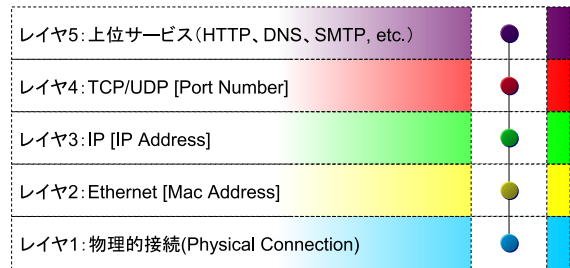 レイヤ5：上位サービス（HTTP、DNS、SMTP, etc.）
レイヤ4：TCP/UDP [Port Number]
レイヤ3：IP [IP Address]
レイヤ2：Ethernet [Mac Address]
レイヤ1：物理的接続(Physical Connection)